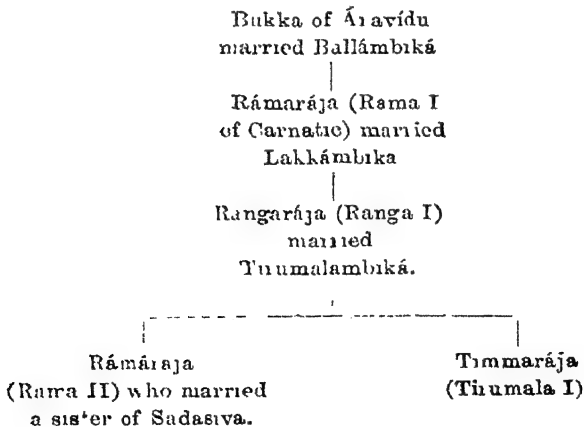 Bukka of Áravídu
married Ballámbiká
Rámarája (Rama I
of Carnatic) married
Lakkámbika
Rangarája (Ranga I)
married
Tirumalambiká.
Rámáraja
(Rama II) who married
a sister of Sadasiva.
Timmarája
(Tirumala I)